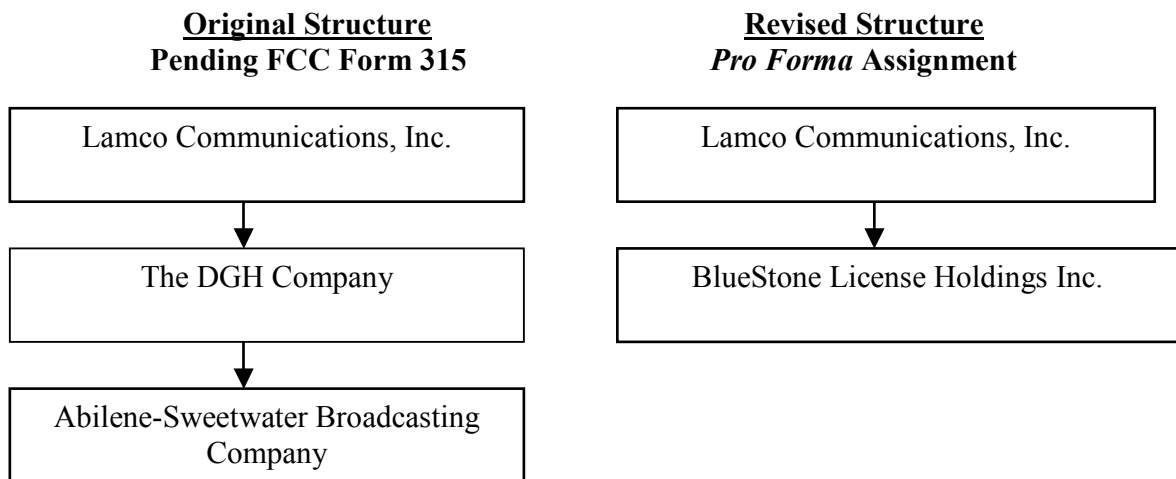 Original Structure
Pending FCC Form 315
Lamco Communications, Inc.
The DGH Company
Abilene-Sweetwater Broadcasting
Company
Revised Structure
Pro Forma Assignment
Lamco Communications, Inc.
BlueStone License Holdings Inc.